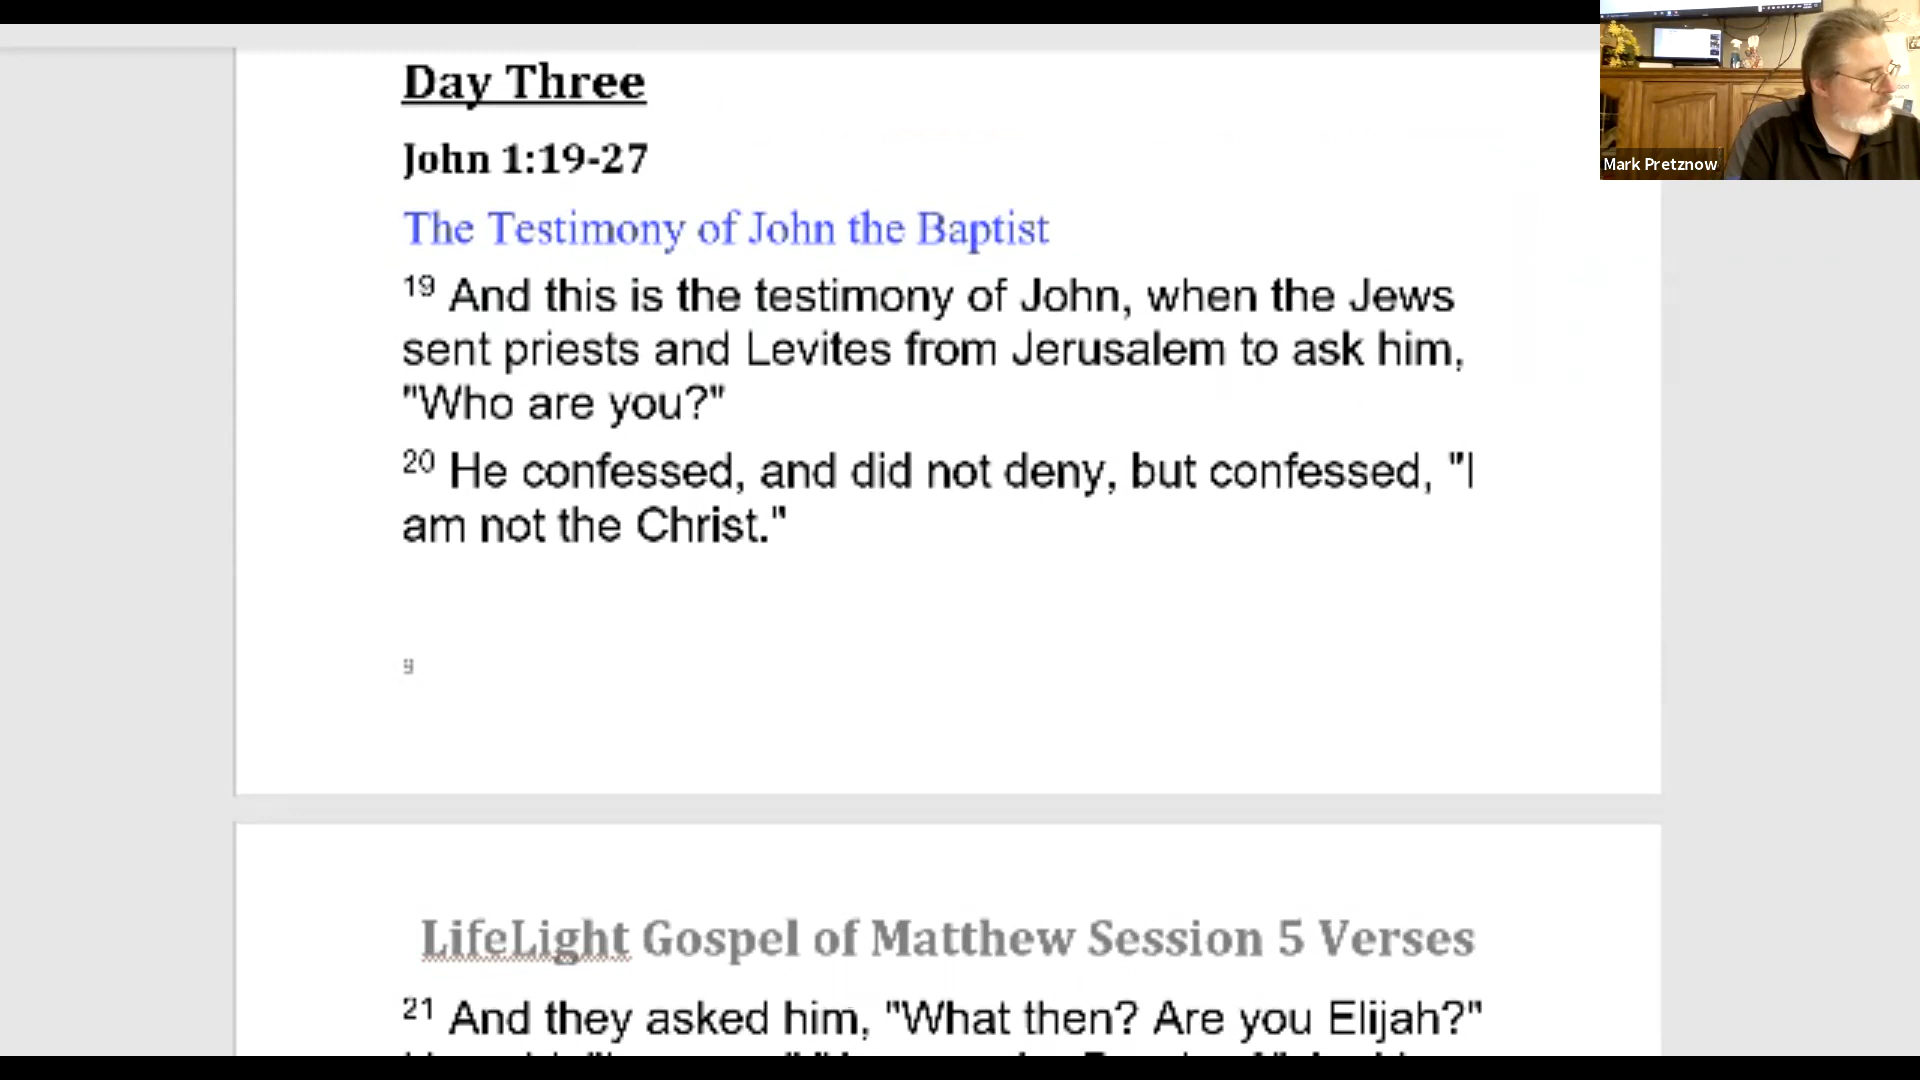 Day Three
John 1:19-27
The Testimony of John the Baptist
19 And this is the testimony of John, when the Jews
sent priests and Levites from Jerusalem to ask him,
"Who are you?"
20 He confessed, and did not deny, but confessed, "I
am not the Christ."
9
LifeLight Gospel of Matthew Session 5 Verses
21 And they asked him, "What then? Are you Elijah?"
Mark Pretznow